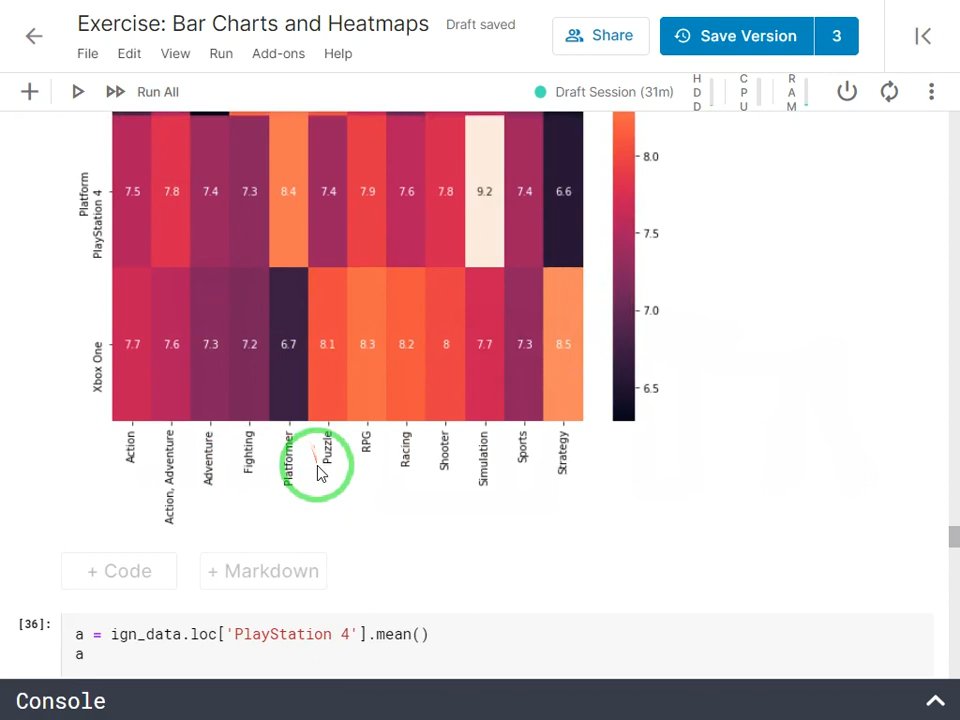 Exercise: Bar Charts and Heatmaps Draft saved
Share
Save Version 3
File Edit View Run Add-ons Help
Run All
Draft Session (31m)
HDD
CPU
RAM
Platform
PlayStation 4
7.5 7.8 7.4 7.3 8.4 7.4 7.9 7.6 7.8 9.2 7.4 6.6
Xbox One
7.7 7.6 7.3 7.2 6.7 8.1 8.3 8.2 8 7.7 7.3 8.5
8.0
7.5
7.0
6.5
Action
Action, Adventure
Adventure
Fighting
Platformer
Puzzle
RPG
Racing
Shooter
Simulation
Sports
Strategy
+ Code
+ Markdown
[36]:
a = ign_data.loc['PlayStation 4'].mean()
a
Console